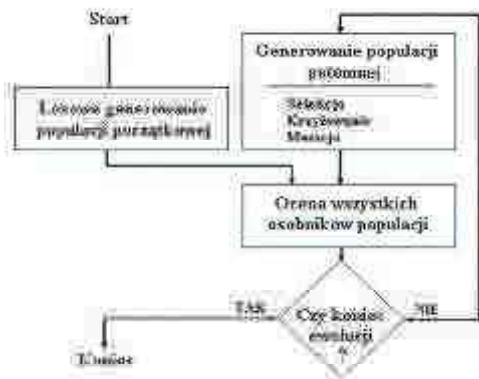 Start
Losowe generowanie
populacji początkowej
Generowanie populacji
potomnej
Selekcja
Krzyżowanie
Mutacja
Ocena wszystkich
osobników populacji
Czy koniec
ewolucji
?
TAK
NIE
Koniec